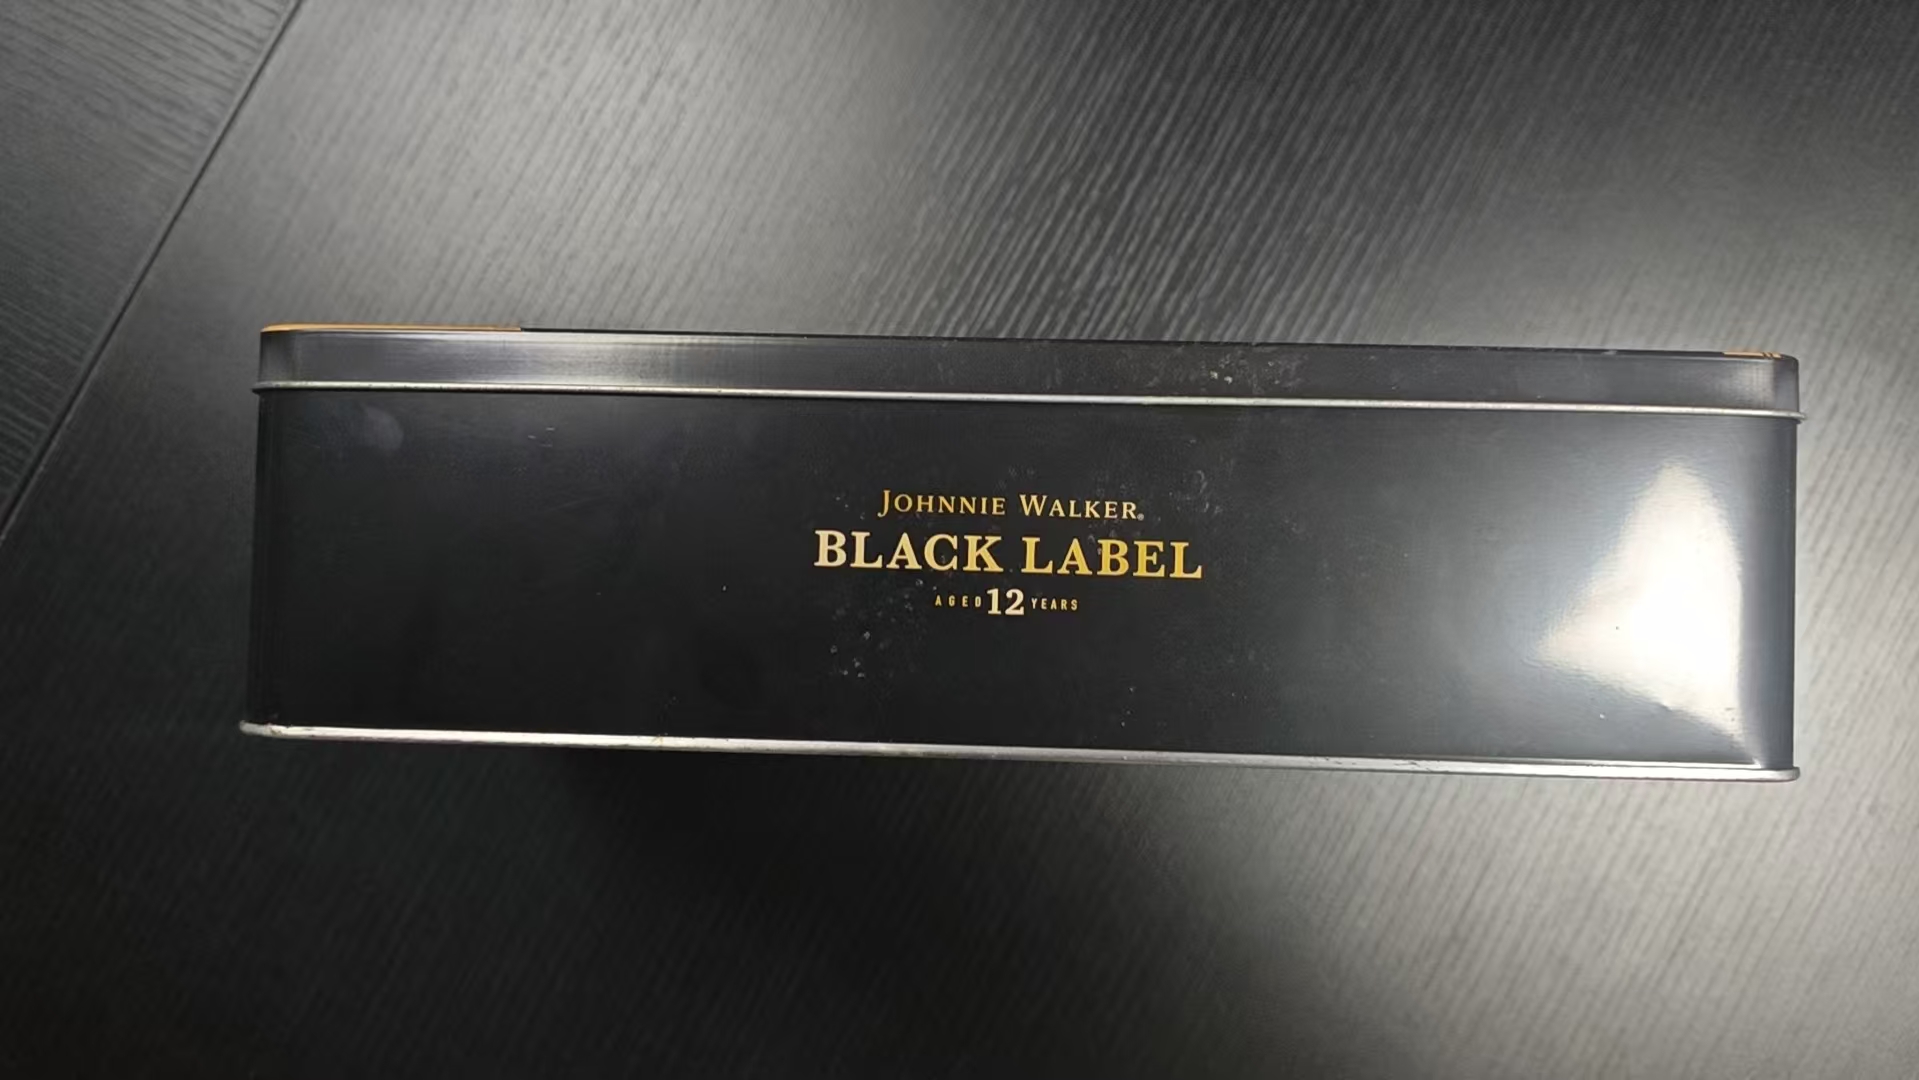 JOHNNIE WALKER®
BLACK LABEL
AGED 12 YEARS